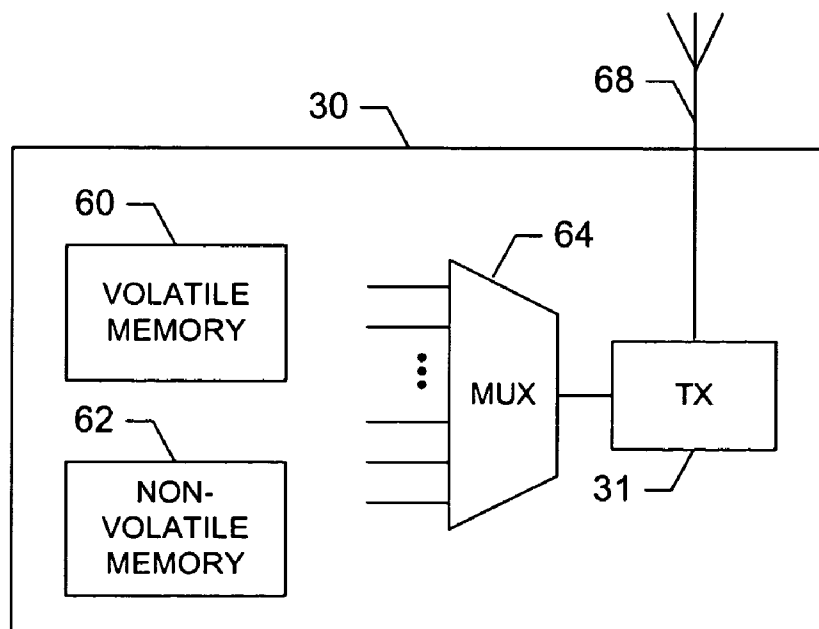 68
30
60
64
VOLATILE
MEMORY
MUX
TX
62
31
NON-
VOLATILE
MEMORY